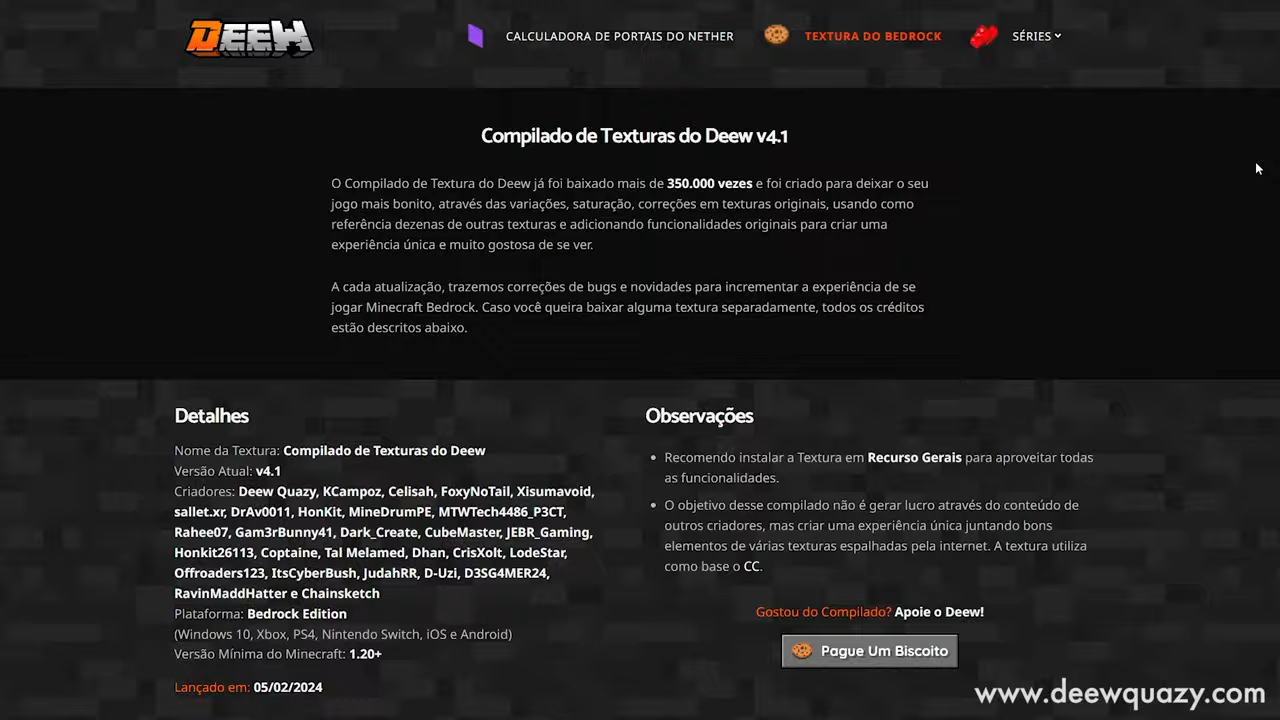 DEEW
CALCULADORA DE PORTAIS DO NETHER
TEXTURA DO BEDROCK
SÉRIES
Compilado de Texturas do Deew v4.1
O Compilado de Textura do Deew já foi baixado mais de 350.000 vezes e foi criado para deixar o seu
jogo mais bonito, através das variações, saturação, correções em texturas originais, usando como
referência dezenas de outras texturas e adicionando funcionalidades originais para criar uma
experiência única e muito gostosa de se ver.
A cada atualização, trazemos correções de bugs e novidades para incrementar a experiência de se
jogar Minecraft Bedrock. Caso você queira baixar alguma textura separadamente, todos os créditos
estão descritos abaixo.
Detalhes
Nome da Textura: Compilado de Texturas do Deew
Versão Atual: v4.1
Criadores: Deew Quazy, KCampoz, Celisah, FoxyNoTail, Xisumavoid,
sallet.xr, DrAv0011, HonKit, MineDrumPE, MTWTech4486_P3CT,
Rahee07, Gam3rBunny41, Dark_Create, CubeMaster, JEBR_Gaming,
Honkit26113, Coptaine, Tal Melamed, Dhan, CrisXolt, LodeStar,
Offroaders123, ItsCyberBush, JudahRR, D-Uzi, D3SG4MER24,
RavinMaddHatter e Chainsketch
Plataforma: Bedrock Edition
(Windows 10, Xbox, PS4, Nintendo Switch, iOS e Android)
Versão Mínima do Minecraft: 1.20+
Lançado em: 05/02/2024
Observações
Recomendo instalar a Textura em Recurso Gerais para aproveitar todas
as funcionalidades.
O objetivo desse compilado não é gerar lucro através do conteúdo de
outros criadores, mas criar uma experiência única juntando bons
elementos de várias texturas espalhadas pela internet. A textura utiliza
como base o CC.
Gostou do Compilado? Apoie o Deew!
Pague Um Biscoito
www.deewquazy.com